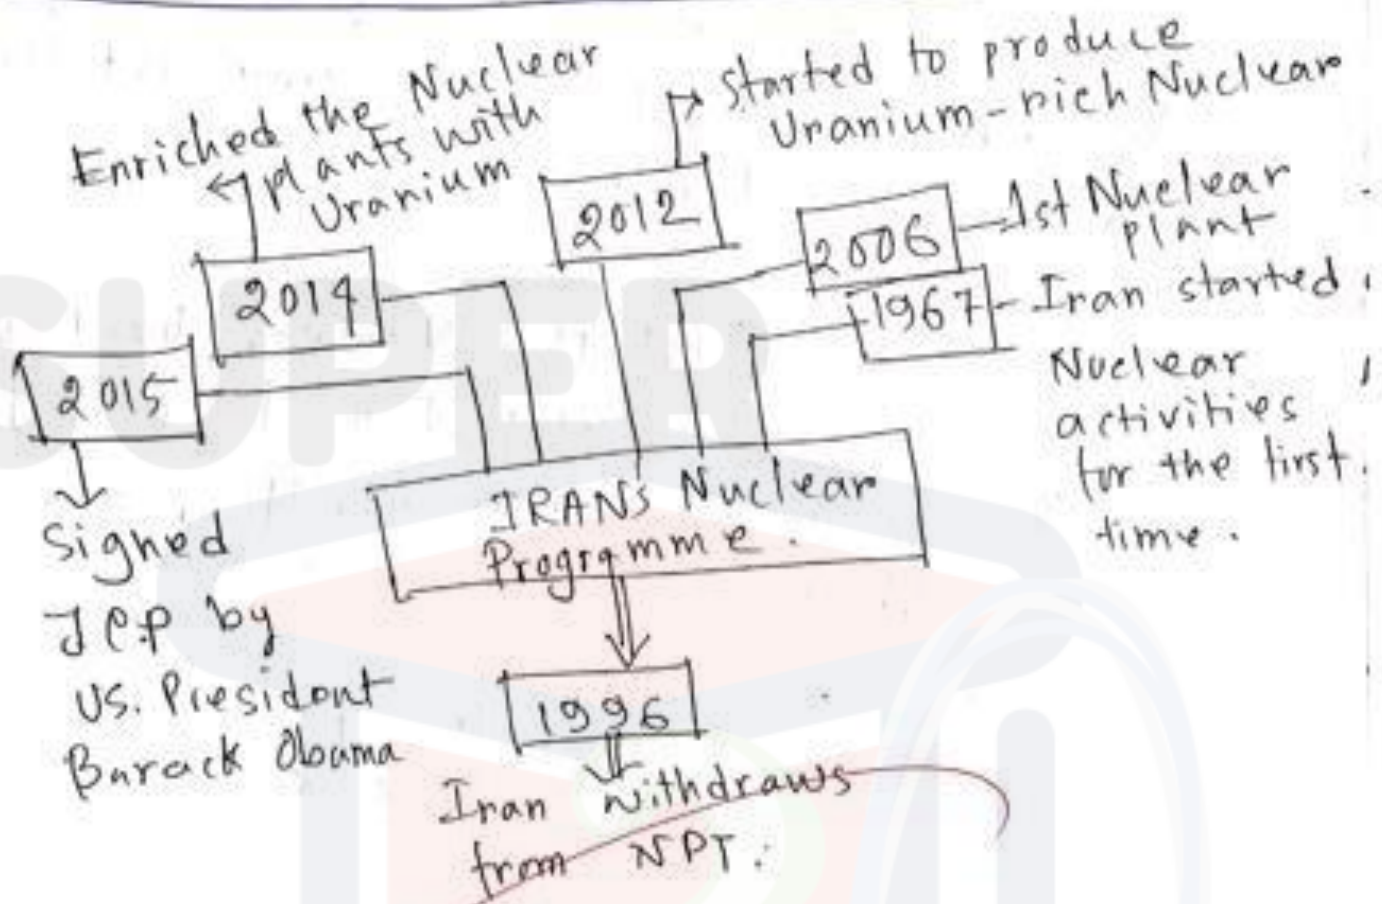 Enriched the Nuclear
plants with
Uranium
Started to produce
Uranium-rich Nuclear
2014
2012
2006
1st Nuclear
plant
1967
Iran started
Nuclear
activities
for the first
time.
2015
Signed
JCP by
US. President
Barack Obama
IRANs Nuclear
Programme.
1996
Iran withdraws
from NPT.
SUPER